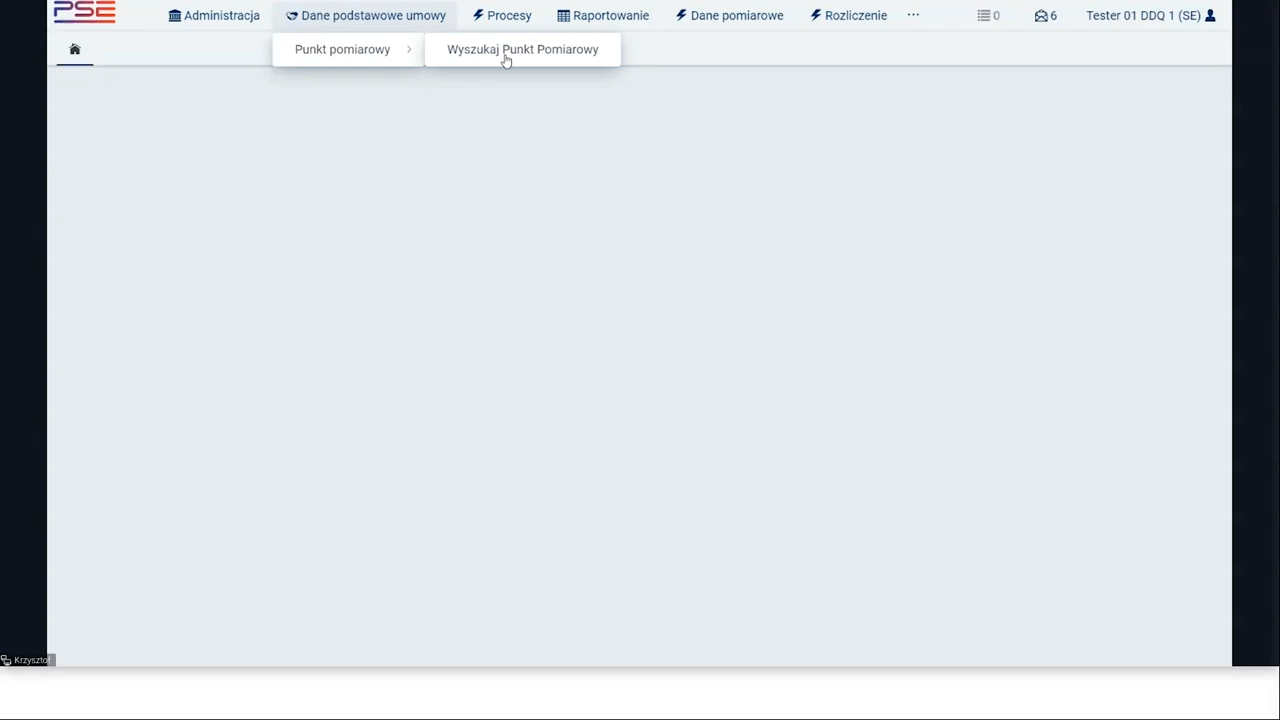 PSE
Administracja
Dane podstawowe umowy
Procesy
Raportowanie
Dane pomiarowe
Rozliczenie
...
0
6
Tester 01 DDQ 1 (SE)
Punkt pomiarowy
Wyszukaj Punkt Pomiarowy
Krzysztof